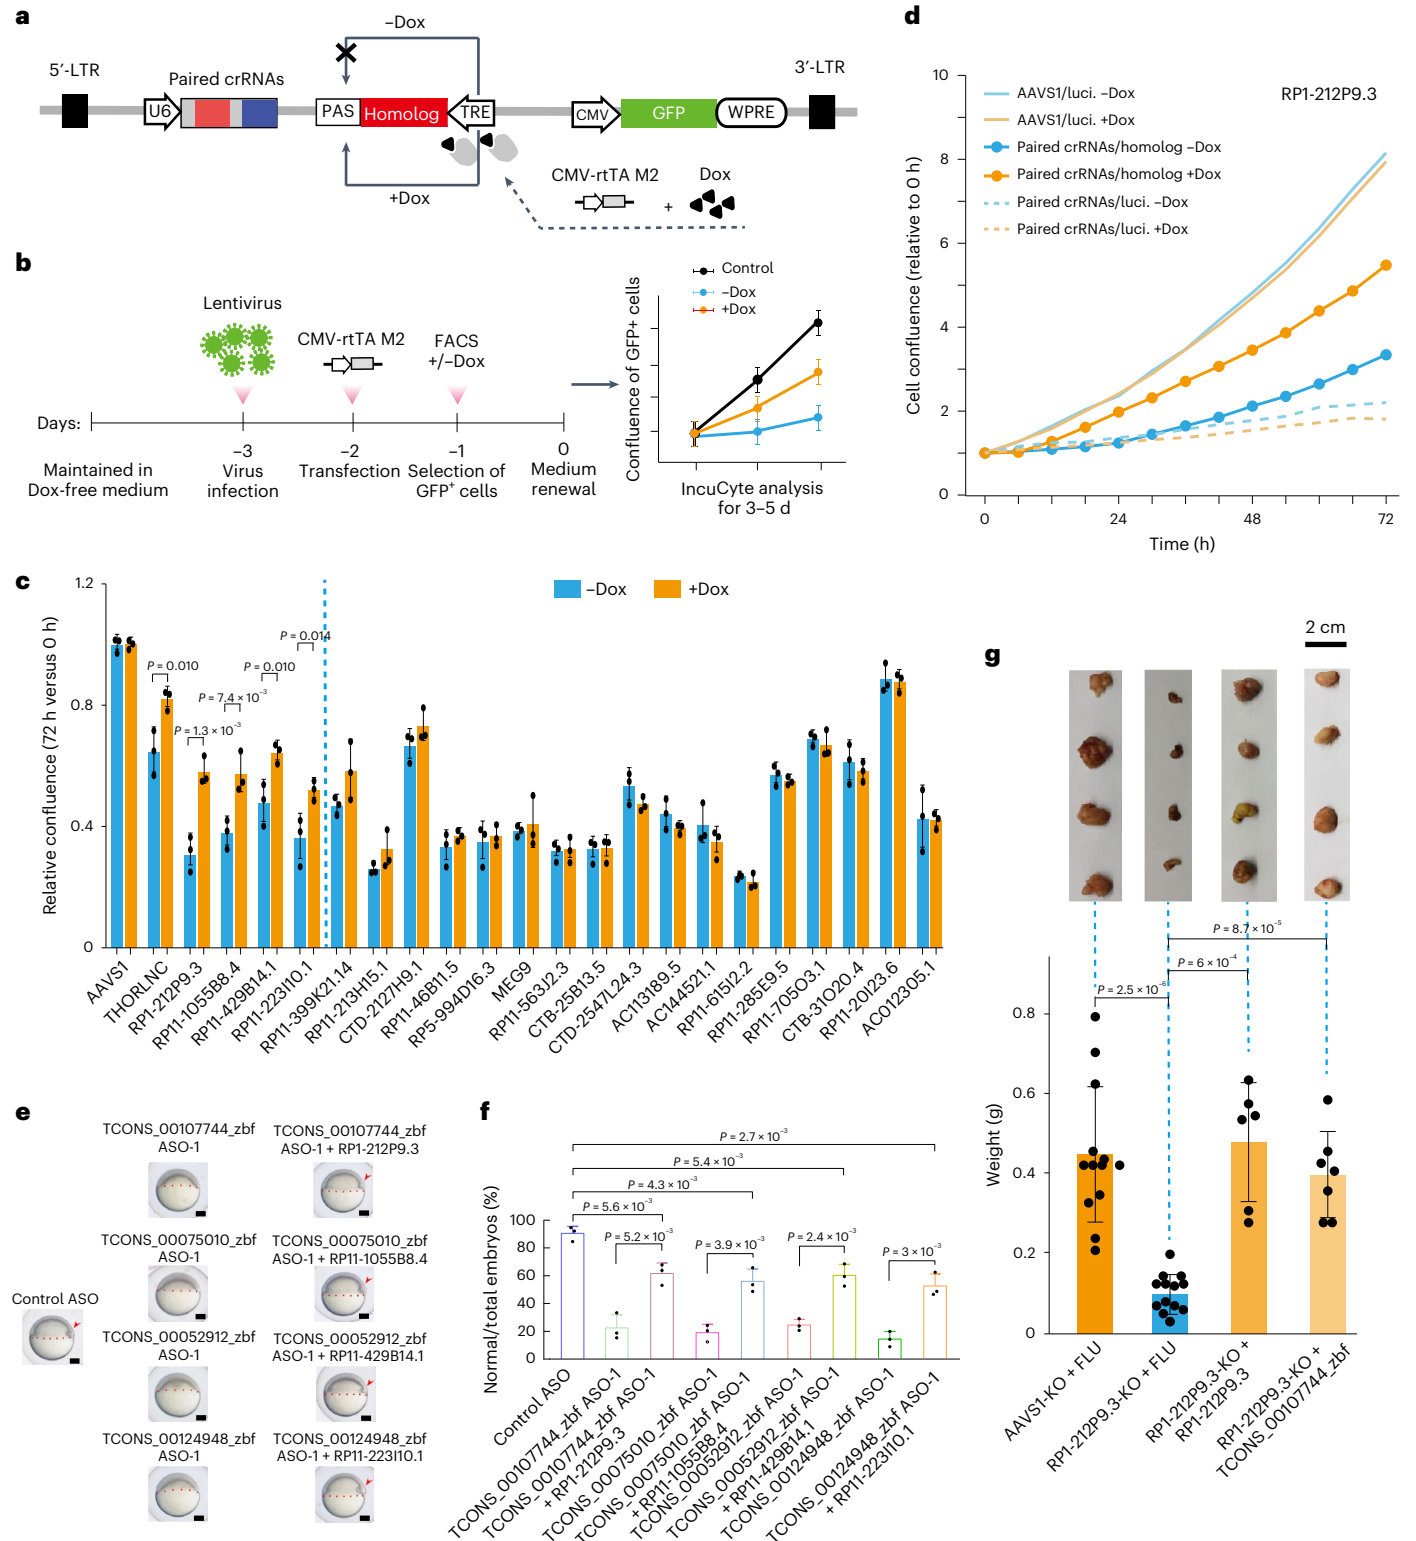 a
–Dox
5′-LTR
Paired crRNAs
3′-LTR
U6
PAS
Homolog
TRE
CMV
GFP
WPRE
+Dox
CMV-rtTA M2
+
Dox
b
Lentivirus
CMV-rtTA M2
FACS
+/–Dox
Days:
–3
–2
–1
0
Maintained in
Dox-free medium
Virus
infection
Transfection
Selection of
GFP+ cells
Medium
renewal
Confluence of GFP+ cells
Control
–Dox
+Dox
IncuCyte analysis
for 3–5 d
c
Relative confluence (72 h versus 0 h)
1.2
0.8
0.4
0
–Dox
+Dox
P = 0.010
P = 1.3 × 10–3
P = 7.4 × 10–3
P = 0.010
P = 0.014
AAVS1
THORLNC
RP1-212P9.3
RP11-1055B8.4
RP11-429B14.1
RP11-223I10.1
RP11-399K21.14
RP11-213H15.1
CTD-2127H9.1
RP11-46B11.5
RP5-994D16.3
MEG9
RP11-563J2.3
CTB-25B13.5
CTD-2547L24.3
AC113189.5
AC144521.1
RP11-615I2.2
RP11-285E9.5
RP11-705O3.1
CTB-31O20.4
RP11-20I23.6
AC012305.1
d
RP1-212P9.3
Cell confluence (relative to 0 h)
10
8
6
4
2
0
AAVS1/luci. –Dox
AAVS1/luci. +Dox
Paired crRNAs/homolog –Dox
Paired crRNAs/homolog +Dox
Paired crRNAs/luci. –Dox
Paired crRNAs/luci. +Dox
0
24
48
72
Time (h)
e
Control ASO
TCONS_00107744_zbf
ASO-1
TCONS_00107744_zbf
ASO-1 + RP1-212P9.3
TCONS_00075010_zbf
ASO-1
TCONS_00075010_zbf
ASO-1 + RP11-1055B8.4
TCONS_00052912_zbf
ASO-1
TCONS_00052912_zbf
ASO-1 + RP11-429B14.1
TCONS_00124948_zbf
ASO-1
TCONS_00124948_zbf
ASO-1 + RP11-223I10.1
f
Normal/total embryos (%)
100
80
60
40
20
0
P = 2.7 × 10–3
P = 5.4 × 10–3
P = 4.3 × 10–3
P = 5.6 × 10–3
P = 5.2 × 10–3
P = 3.9 × 10–3
P = 2.4 × 10–3
P = 3 × 10–3
Control ASO
TCONS_00107744_zbf ASO-1
TCONS_00107744_zbf ASO-1
+ RP1-212P9.3
TCONS_00075010_zbf ASO-1
TCONS_00075010_zbf ASO-1
+ RP11-1055B8.4
TCONS_00052912_zbf ASO-1
TCONS_00052912_zbf ASO-1
+ RP11-429B14.1
TCONS_00124948_zbf ASO-1
TCONS_00124948_zbf ASO-1
+ RP11-223I10.1
g
2 cm
P = 8.7 × 10–5
P = 6 × 10–4
P = 2.5 × 10–6
Weight (g)
0.8
0.6
0.4
0.2
0
AAVS1-KO + FLU
RP1-212P9.3-KO + FLU
RP1-212P9.3-KO +
RP1-212P9.3
RP1-212P9.3-KO +
TCONS_00107744_zbf